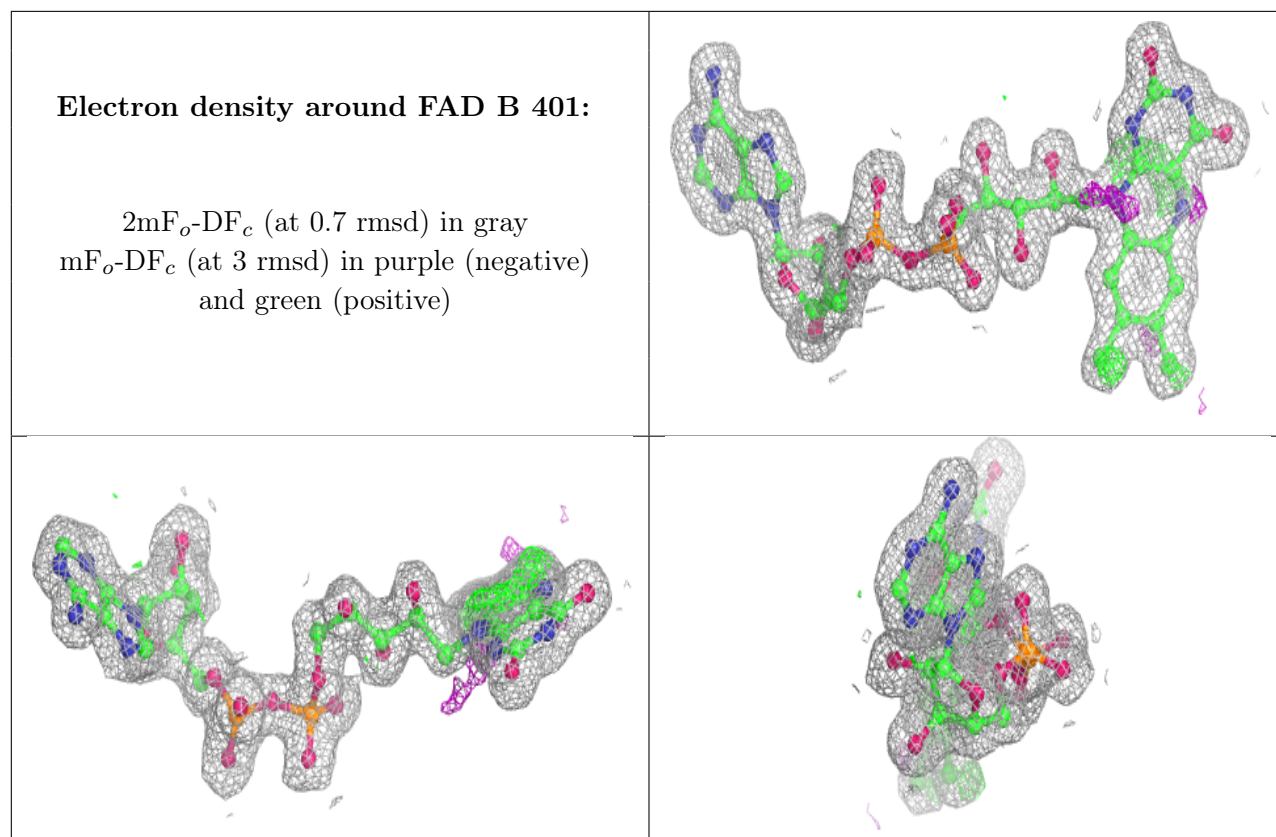 Electron density around FAD B 401:
2mFo-DFc (at 0.7 rmsd) in gray
mFo-DFc (at 3 rmsd) in purple (negative)
and green (positive)